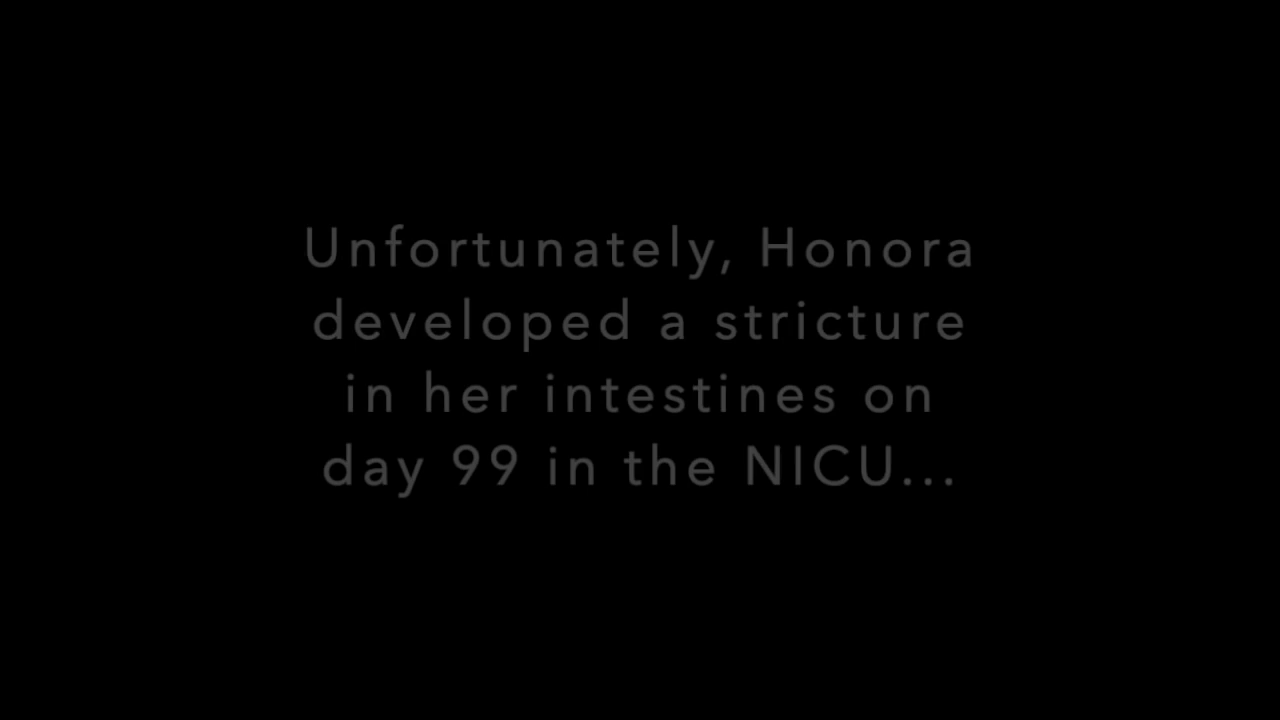 Unfortunately, Honora
developed a stricture
in her intestines on
day 99 in the NICU...